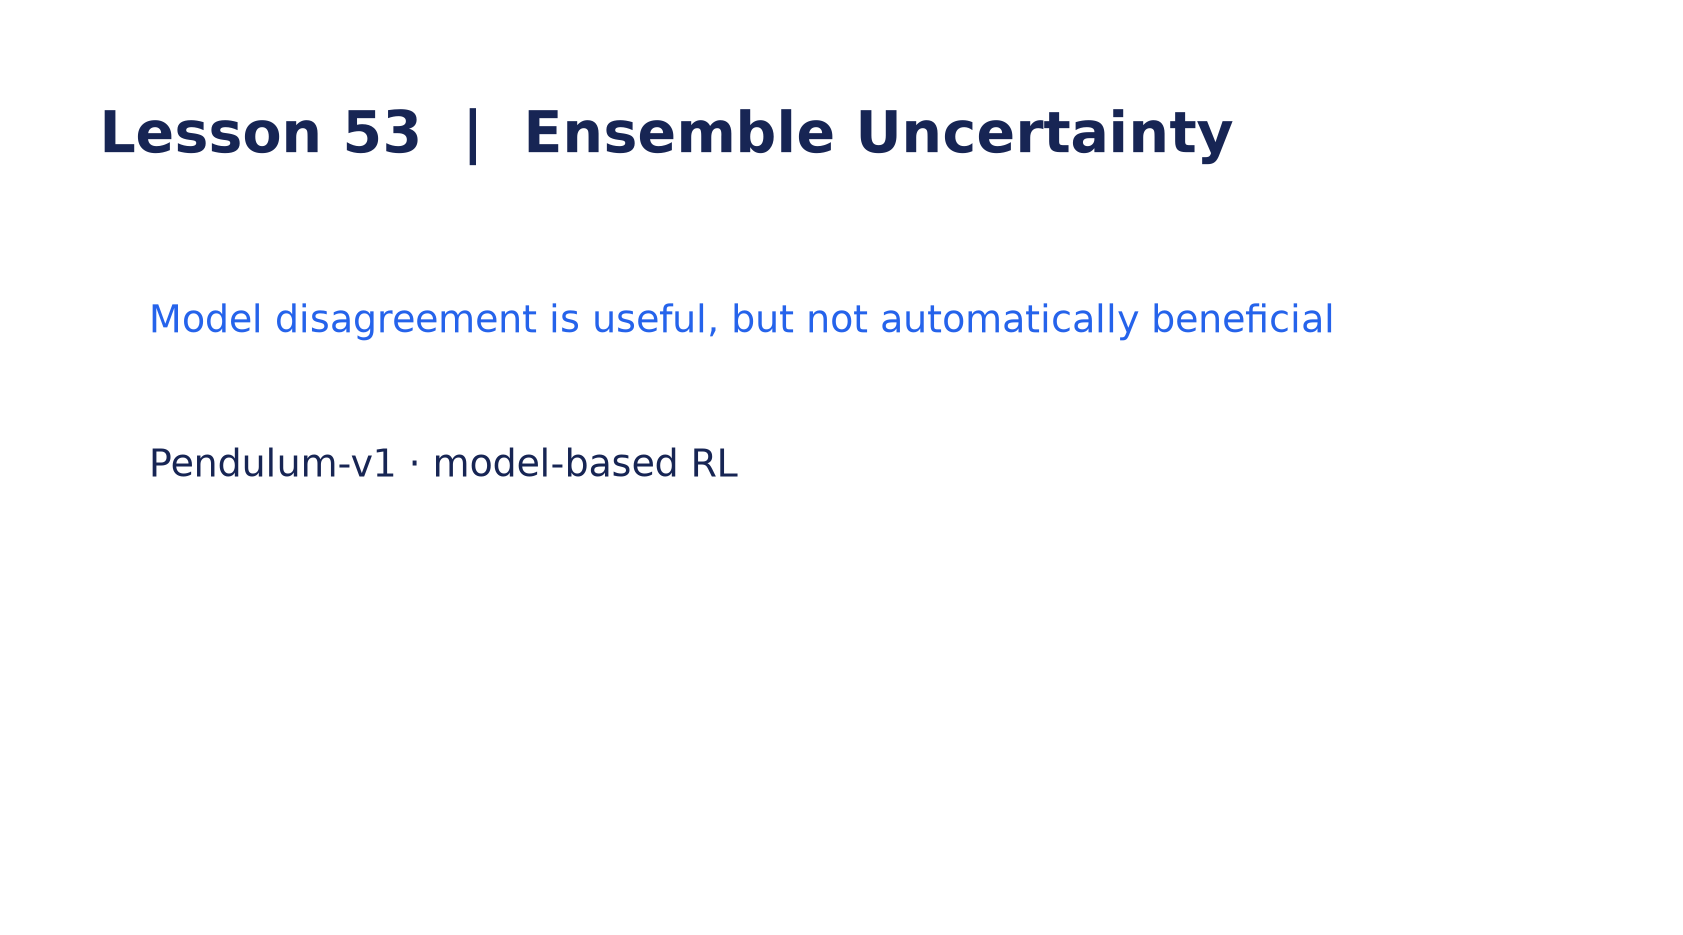 Lesson 53 | Ensemble Uncertainty
Model disagreement is useful, but not automatically beneficial
Pendulum-v1 · model-based RL